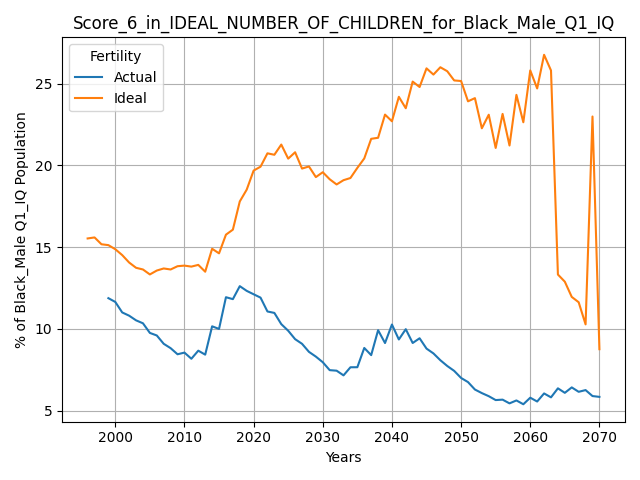 Score_6_in_IDEAL_NUMBER_OF_CHILDREN_for_Black_Male_Q1_IQ
Fertility
Actual
Ideal
% of Black_Male Q1_IQ Population
25
20
15
10
5
2000 2010 2020 2030 2040 2050 2060 2070
Years